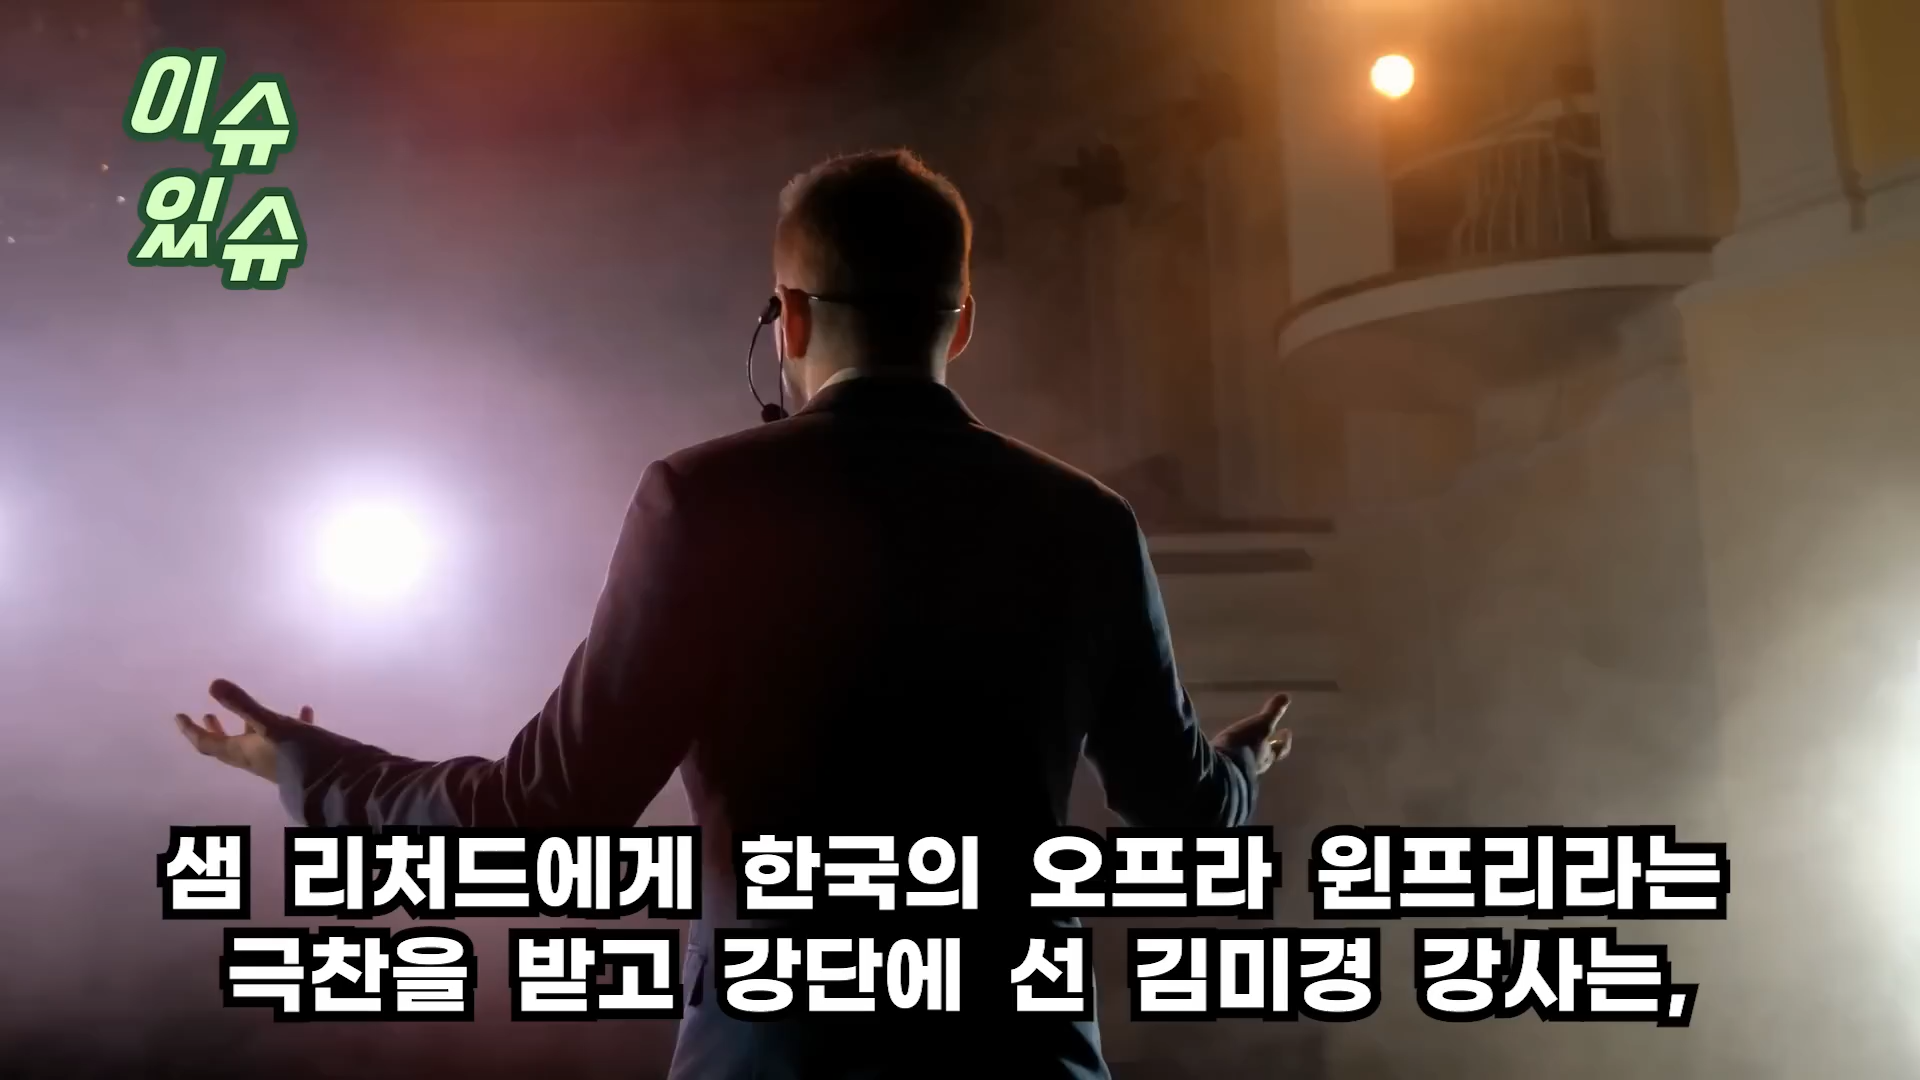 이슈
있슈
샘 리처드에게 한국의 오프라 윈프리라는
극찬을 받고 강단에 선 김미경 강사는,